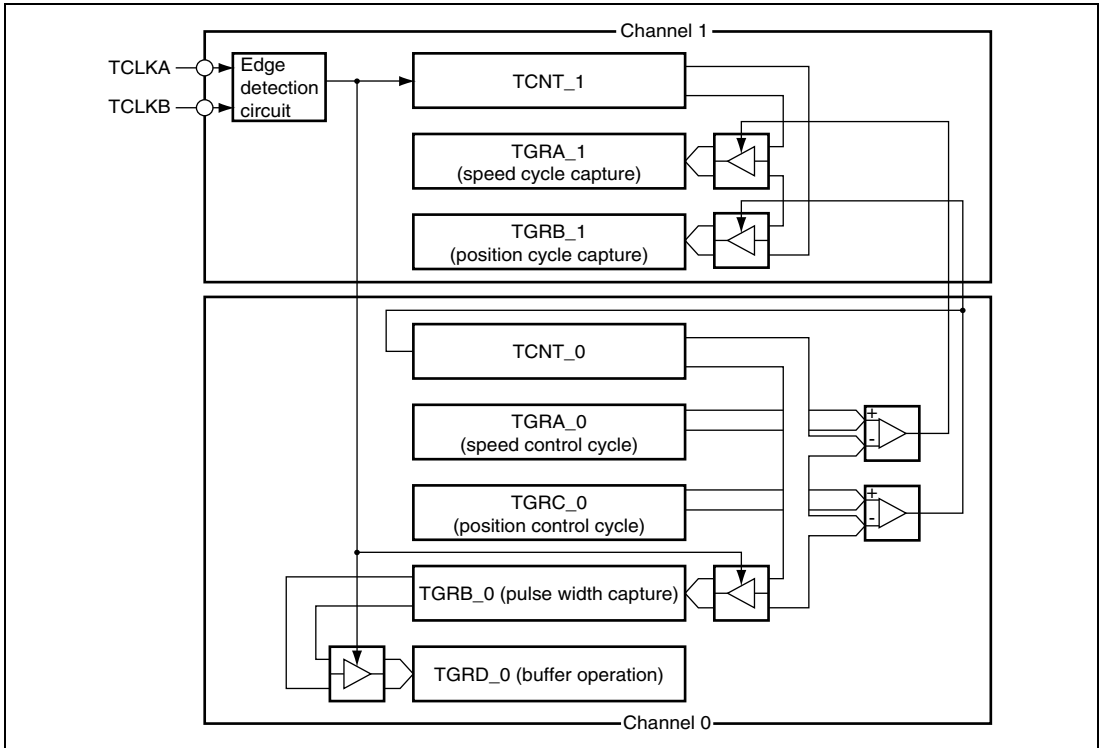 Channel 1
TCLKA
TCLKB
Edge
detection
circuit
TCNT_1
TGRA_1
(speed cycle capture)
TGRB_1
(position cycle capture)
TCNT_0
TGRA_0
(speed control cycle)
+
-
TGRC_0
(position control cycle)
+
-
TGRB_0 (pulse width capture)
TGRD_0 (buffer operation)
Channel 0